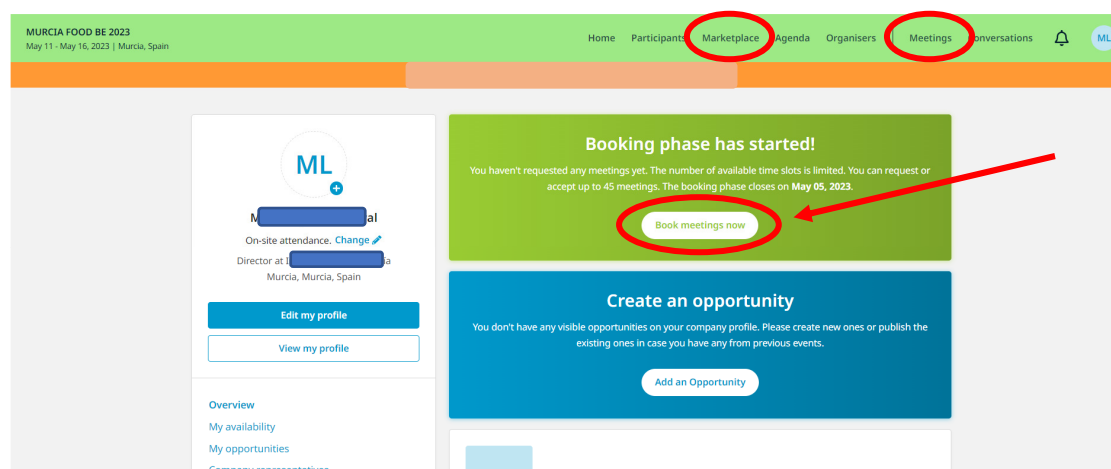 MURCIA FOOD BE 2023
May 11 - May 16, 2023 | Murcia, Spain
Home Participants Marketplace Agenda Organisers Meetings Conversations ML
ML
M al
On-site attendance. Change
Director at I ia
Murcia, Murcia, Spain
Edit my profile
View my profile
Overview
My availability
My opportunities
Company representatives
Booking phase has started!
You haven't requested any meetings yet. The number of available time slots is limited. You can request or
accept up to 45 meetings. The booking phase closes on May 05, 2023.
Book meetings now
Create an opportunity
You don't have any visible opportunities on your company profile. Please create new ones or publish the
existing ones in case you have any from previous events.
Add an Opportunity